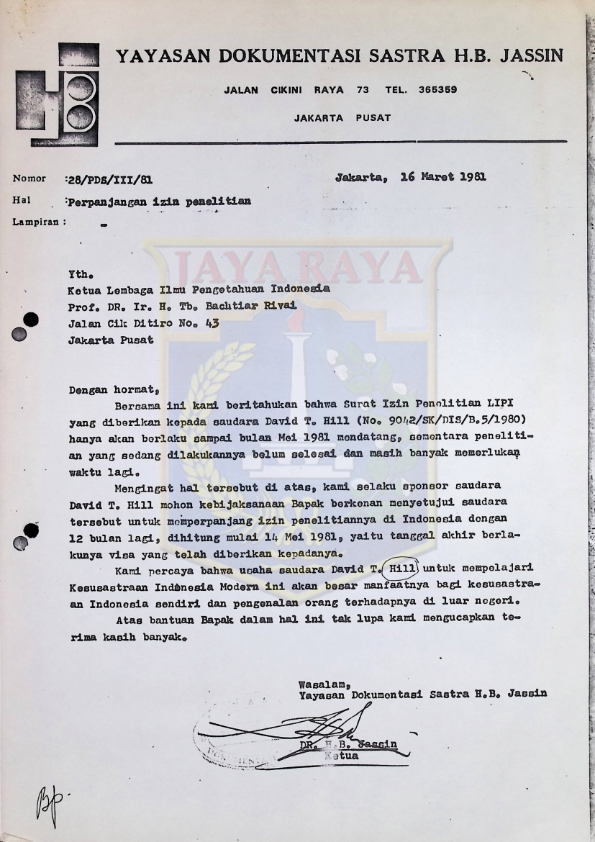 YAYASAN DOKUMENTASI SASTRA H.B. JASSIN
JALAN CIKINI RAYA 73 TEL. 365359
JAKARTA PUSAT
Nomor :28/PDS/III/81
Jakarta, 16 Maret 1981
Hal :Perpanjangan izin penelitian
Lampiran : -
JAYA RAYA
Yth.
Ketua Lembaga Ilmu Pengetahuan Indonesia
Prof. DR. Ir. H. Tb. Bachtiar Rivai
Jalan Cik Ditiro No. 43
Jakarta Pusat
Dengan hormat,
Bersama ini kami beritahukan bahwa Surat Izin Penelitian LIPI
yang diberikan kepada saudara David T. Hill (No. 9042/SK/DIS/B.5/1980)
hanya akan berlaku sampai bulan Mei 1981 mendatang, sementara peneliti-
an yang sedang dilakukannya belum selesai dan masih banyak memerlukan
waktu lagi.
Mengingat hal tersebut di atas, kami selaku sponsor saudara
David T. Hill mohon kebijaksanaan Bapak berkenan menyetujui saudara
tersebut untuk memperpanjang izin penelitiannya di Indonesia dengan
12 bulan lagi, dihitung mulai 14 Mei 1981, yaitu tanggal akhir berla-
kunya visa yang telah diberikan kepadanya.
Kami percaya bahwa usaha saudara David T. Hill untuk mempelajari
Kesusastraan Indonesia Modern ini akan besar manfaatnya bagi kesusastra-
an Indonesia sendiri dan pengenalan orang terhadapnya di luar negeri.
Atas bantuan Bapak dalam hal ini tak lupa kami mengucapkan te-
rima kasih banyak.
Wasalam,
Yayasan Dokumentasi Sastra H.B. Jassin
DR. H.B. Jassin
Ketua